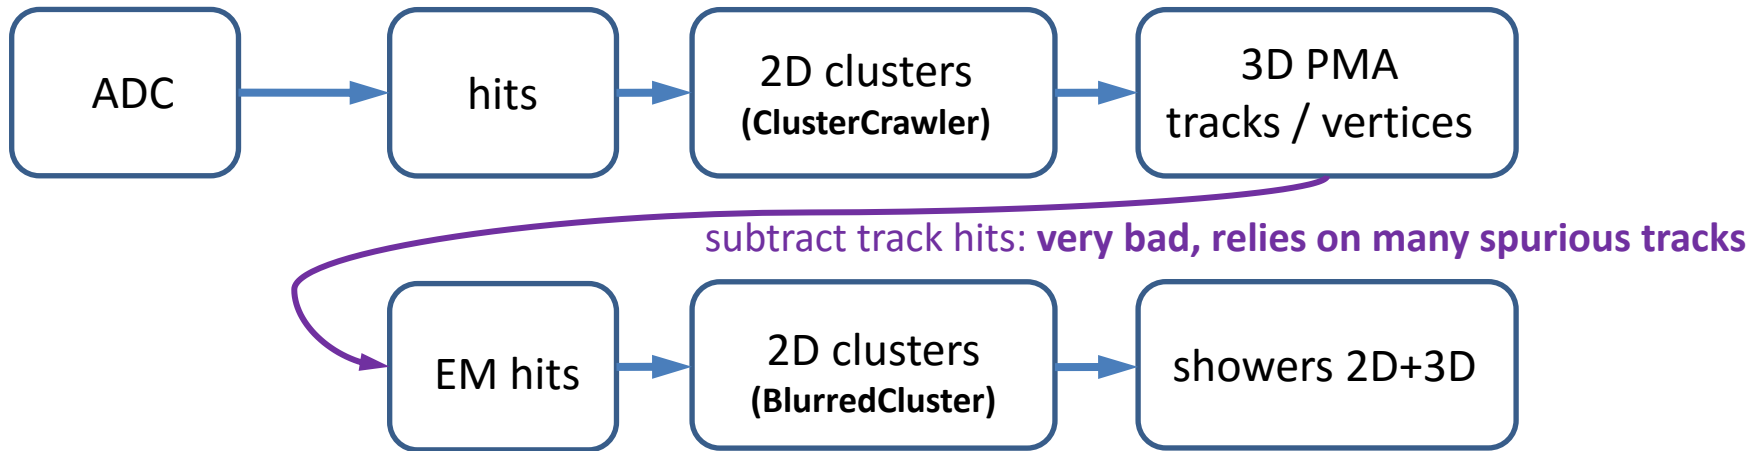 ADC
hits
2D clusters
(ClusterCrawler)
3D PMA
tracks / vertices
subtract track hits: very bad, relies on many spurious tracks
EM hits
2D clusters
(BlurredCluster)
showers 2D+3D